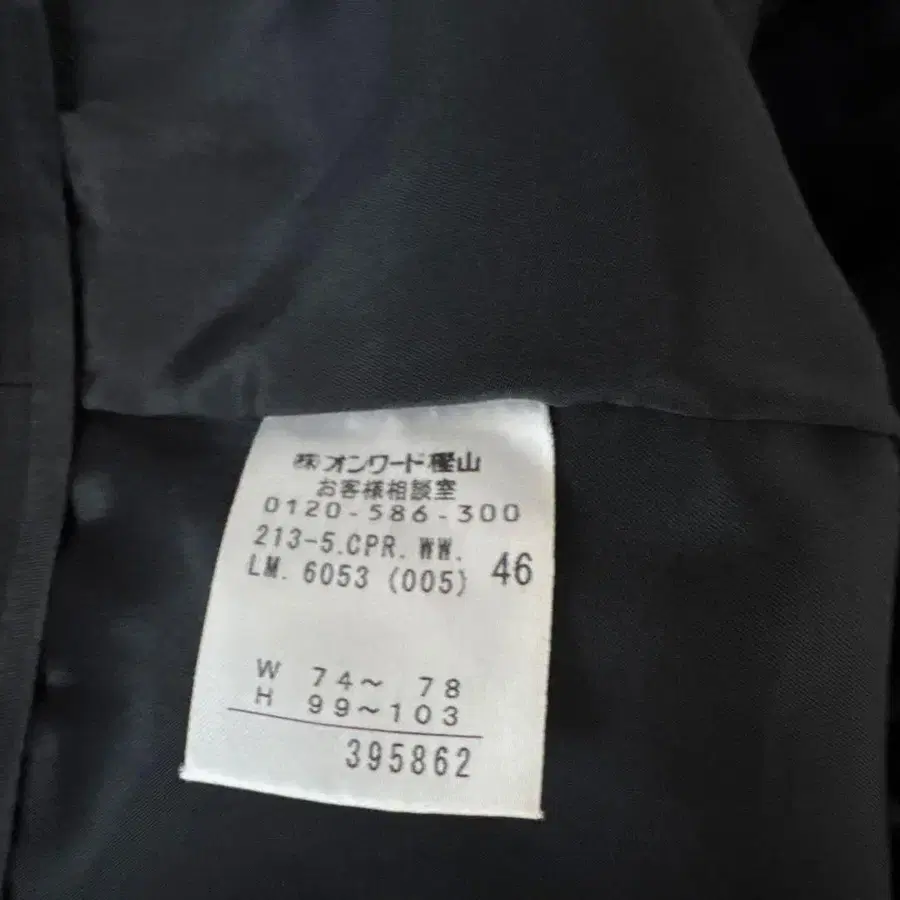 ㈱オンワード樫山
お客様相談室
0120-586-300
213-5.CPR. WW.
LM. 6053 (005) 46
W 74~ 78
H 99~103
395862